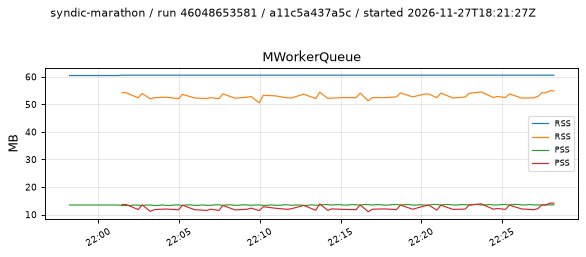 syndic-marathon / run 46048653581 / a11c5a437a5c / started 2026-11-27T18:21:27Z
MWorkerQueue
MB
60
50
40
30
20
10
RSS
RSS
PSS
PSS
22:00
22:05
22:10
22:15
22:20
22:25